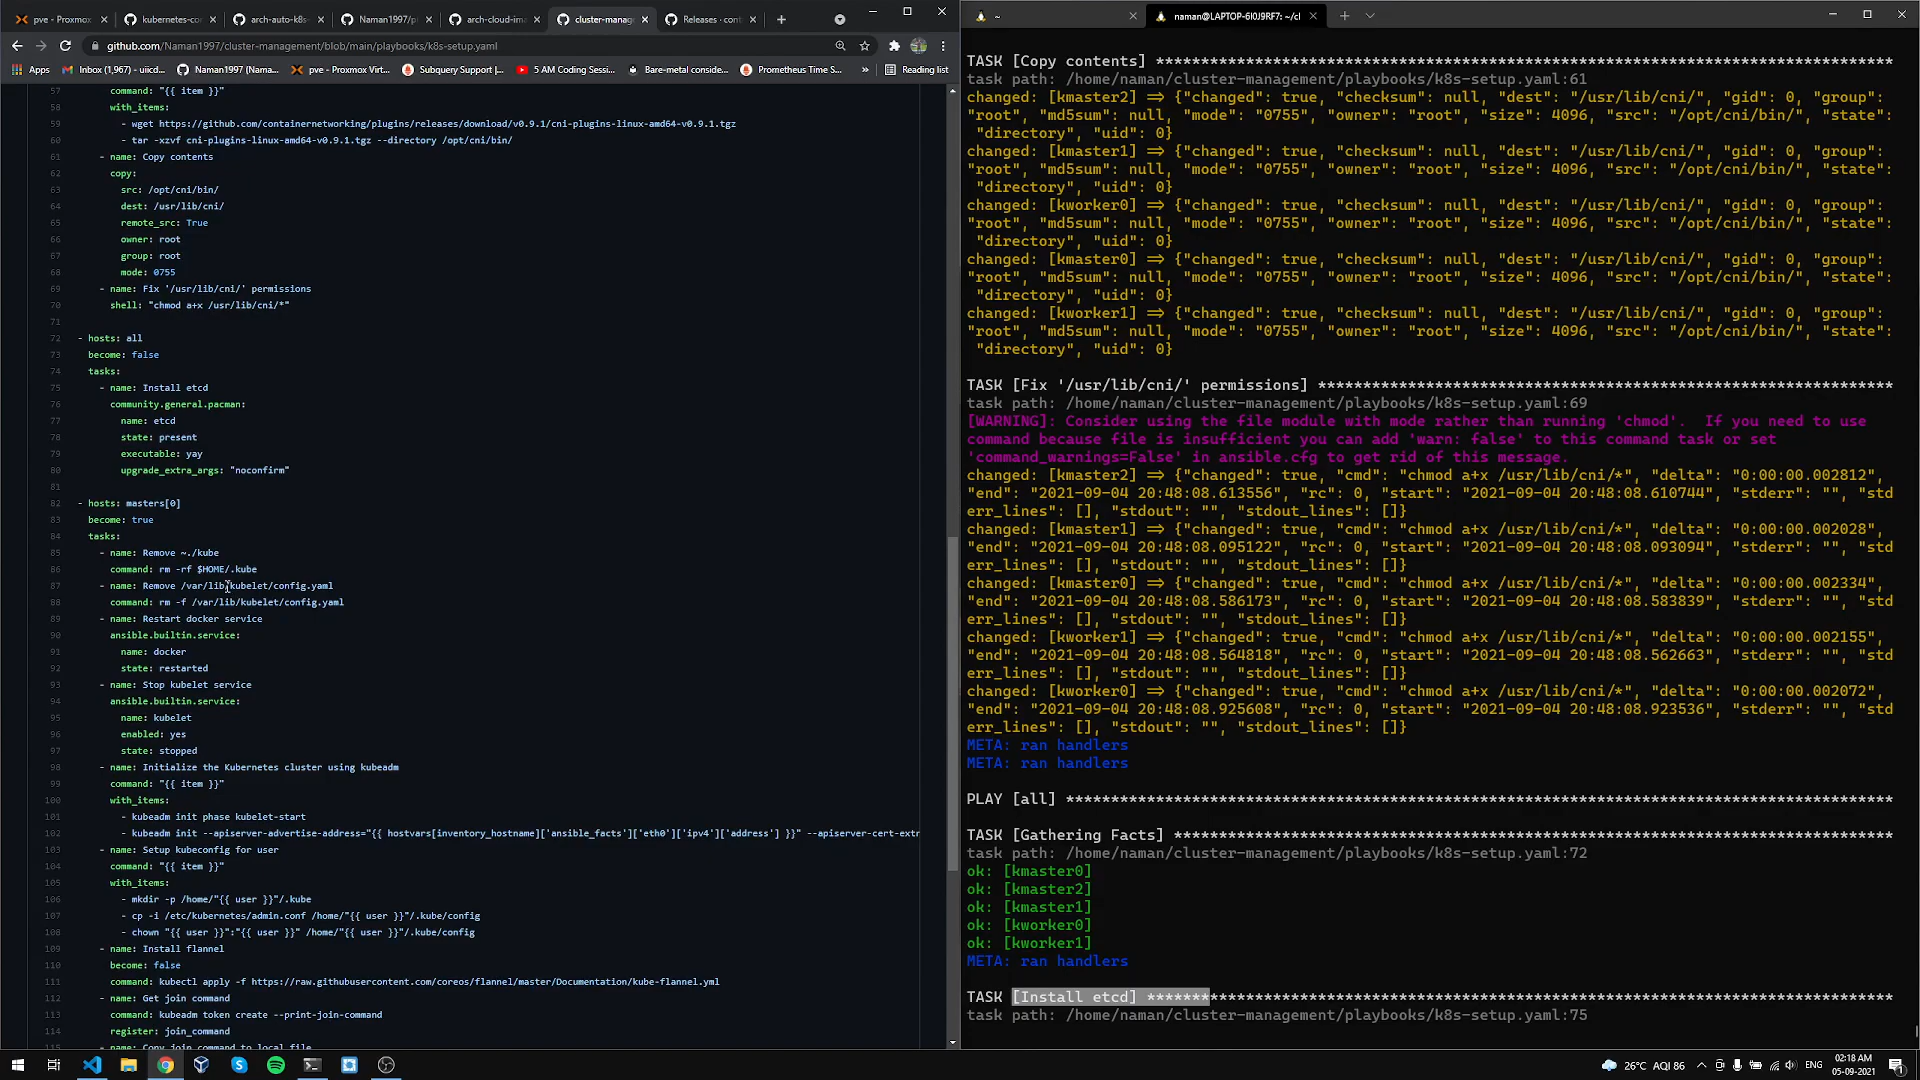 pve - Proxmox
kubernetes-co
arch-auto-k8s-
Naman1997/p
arch-cloud-ima
cluster-manag
Releases · cont
github.com/Naman1997/cluster-management/blob/main/playbooks/k8s-setup.yaml
Apps
Inbox (1,967) - uiicd...
Naman1997 (Nama...
pve - Proxmox Virt...
Subquery Support |...
5 AM Coding Sessi...
Bare-metal conside...
Prometheus Time S...
»
Reading list
57 command: "{{ item }}"
58 with_items:
59 - wget https://github.com/containernetworking/plugins/releases/download/v0.9.1/cni-plugins-linux-amd64-v0.9.1.tgz
60 - tar -xzvf cni-plugins-linux-amd64-v0.9.1.tgz --directory /opt/cni/bin/
61 - name: Copy contents
62 copy:
63 src: /opt/cni/bin/
64 dest: /usr/lib/cni/
65 remote_src: True
66 owner: root
67 group: root
68 mode: 0755
69 - name: Fix '/usr/lib/cni/' permissions
70 shell: "chmod a+x /usr/lib/cni/*"
71
72 - hosts: all
73 become: false
74 tasks:
75 - name: Install etcd
76 community.general.pacman:
77 name: etcd
78 state: present
79 executable: yay
80 upgrade_extra_args: "noconfirm"
81
82 - hosts: masters[0]
83 become: true
84 tasks:
85 - name: Remove ~./kube
86 command: rm -rf $HOME/.kube
87 - name: Remove /var/lib/kubelet/config.yaml
88 command: rm -f /var/lib/kubelet/config.yaml
89 - name: Restart docker service
90 ansible.builtin.service:
91 name: docker
92 state: restarted
93 - name: Stop kubelet service
94 ansible.builtin.service:
95 name: kubelet
96 enabled: yes
97 state: stopped
98 - name: Initialize the Kubernetes cluster using kubeadm
99 command: "{{ item }}"
100 with_items:
101 - kubeadm init phase kubelet-start
102 - kubeadm init --apiserver-advertise-address="{{ hostvars[inventory_hostname]['ansible_facts']['eth0']['ipv4']['address'] }}" --apiserver-cert-extr
103 - name: Setup kubeconfig for user
104 command: "{{ item }}"
105 with_items:
106 - mkdir -p /home/"{{ user }}"/.kube
107 - cp -i /etc/kubernetes/admin.conf /home/"{{ user }}"/.kube/config
108 - chown "{{ user }}":"{{ user }}" /home/"{{ user }}"/.kube/config
109 - name: Install flannel
110 become: false
111 command: kubectl apply -f https://raw.githubusercontent.com/coreos/flannel/master/Documentation/kube-flannel.yml
112 - name: Get join command
113 command: kubeadm token create --print-join-command
114 register: join_command
115 - name: Copy join command to local file
~
naman@LAPTOP-6I0J9RF7: ~/cl
TASK [Copy contents] **********************************************************************************
task path: /home/naman/cluster-management/playbooks/k8s-setup.yaml:61
changed: [kmaster2] => {"changed": true, "checksum": null, "dest": "/usr/lib/cni/", "gid": 0, "group":
"root", "md5sum": null, "mode": "0755", "owner": "root", "size": 4096, "src": "/opt/cni/bin/", "state":
"directory", "uid": 0}
changed: [kmaster1] => {"changed": true, "checksum": null, "dest": "/usr/lib/cni/", "gid": 0, "group":
"root", "md5sum": null, "mode": "0755", "owner": "root", "size": 4096, "src": "/opt/cni/bin/", "state":
"directory", "uid": 0}
changed: [kworker0] => {"changed": true, "checksum": null, "dest": "/usr/lib/cni/", "gid": 0, "group":
"root", "md5sum": null, "mode": "0755", "owner": "root", "size": 4096, "src": "/opt/cni/bin/", "state":
"directory", "uid": 0}
changed: [kmaster0] => {"changed": true, "checksum": null, "dest": "/usr/lib/cni/", "gid": 0, "group":
"root", "md5sum": null, "mode": "0755", "owner": "root", "size": 4096, "src": "/opt/cni/bin/", "state":
"directory", "uid": 0}
changed: [kworker1] => {"changed": true, "checksum": null, "dest": "/usr/lib/cni/", "gid": 0, "group":
"root", "md5sum": null, "mode": "0755", "owner": "root", "size": 4096, "src": "/opt/cni/bin/", "state":
"directory", "uid": 0}
TASK [Fix '/usr/lib/cni/' permissions] ****************************************************************
task path: /home/naman/cluster-management/playbooks/k8s-setup.yaml:69
[WARNING]: Consider using the file module with mode rather than running 'chmod'.  If you need to use
command because file is insufficient you can add 'warn: false' to this command task or set
'command_warnings=False' in ansible.cfg to get rid of this message.
changed: [kmaster2] => {"changed": true, "cmd": "chmod a+x /usr/lib/cni/*", "delta": "0:00:00.002812",
"end": "2021-09-04 20:48:08.613556", "rc": 0, "start": "2021-09-04 20:48:08.610744", "stderr": "", "std
err_lines": [], "stdout": "", "stdout_lines": []}
changed: [kmaster1] => {"changed": true, "cmd": "chmod a+x /usr/lib/cni/*", "delta": "0:00:00.002028",
"end": "2021-09-04 20:48:08.095122", "rc": 0, "start": "2021-09-04 20:48:08.093094", "stderr": "", "std
err_lines": [], "stdout": "", "stdout_lines": []}
changed: [kmaster0] => {"changed": true, "cmd": "chmod a+x /usr/lib/cni/*", "delta": "0:00:00.002334",
"end": "2021-09-04 20:48:08.586173", "rc": 0, "start": "2021-09-04 20:48:08.583839", "stderr": "", "std
err_lines": [], "stdout": "", "stdout_lines": []}
changed: [kworker1] => {"changed": true, "cmd": "chmod a+x /usr/lib/cni/*", "delta": "0:00:00.002155",
"end": "2021-09-04 20:48:08.564818", "rc": 0, "start": "2021-09-04 20:48:08.562663", "stderr": "", "std
err_lines": [], "stdout": "", "stdout_lines": []}
changed: [kworker0] => {"changed": true, "cmd": "chmod a+x /usr/lib/cni/*", "delta": "0:00:00.002072",
"end": "2021-09-04 20:48:08.925608", "rc": 0, "start": "2021-09-04 20:48:08.923536", "stderr": "", "std
err_lines": [], "stdout": "", "stdout_lines": []}
META: ran handlers
META: ran handlers
PLAY [all] ********************************************************************************************
TASK [Gathering Facts] ********************************************************************************
task path: /home/naman/cluster-management/playbooks/k8s-setup.yaml:72
ok: [kmaster0]
ok: [kmaster2]
ok: [kmaster1]
ok: [kworker0]
ok: [kworker1]
META: ran handlers
TASK [Install etcd] ***********************************************************************************
task path: /home/naman/cluster-management/playbooks/k8s-setup.yaml:75
26°C AQI 86
ENG
02:18 AM
05-09-2021